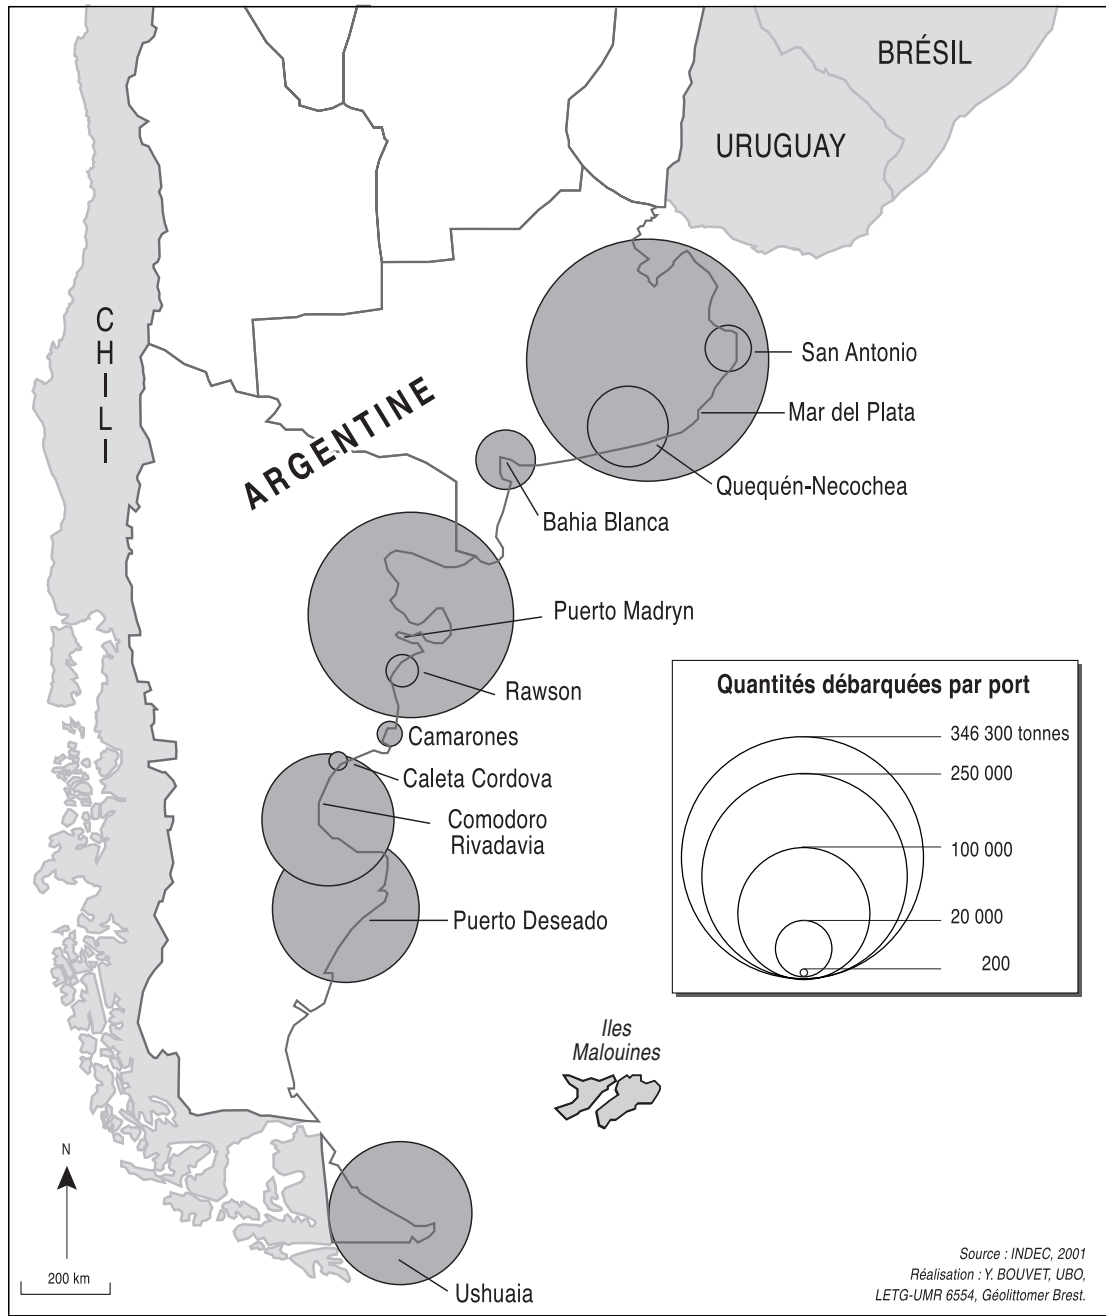 BRÉSIL
URUGUAY
CHILI
ARGENTINE
San Antonio
Mar del Plata
Quequén-Necochea
Bahia Blanca
Puerto Madryn
Rawson
Camarones
Caleta Cordova
Comodoro
Rivadavia
Puerto Deseado
Quantités débarquées par port
346 300 tonnes
250 000
100 000
20 000
200
Iles
Malouines
N
200 km
Ushuaia
Source : INDEC, 2001
Réalisation : Y. BOUVET, UBO,
LETG-UMR 6554, Géolittomer Brest.